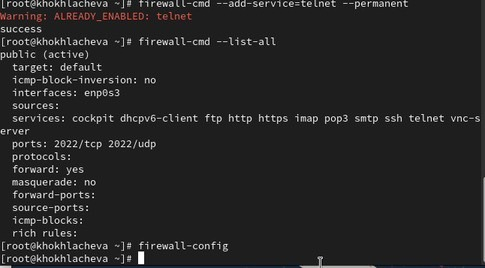 [root@khokhlacheva ~]# firewall-cmd --add-service=telnet --permanent
Warning: ALREADY_ENABLED: telnet
success
[root@khokhlacheva ~]# firewall-cmd --list-all
public (active)
  target: default
  icmp-block-inversion: no
  interfaces: enp0s3
  sources:
  services: cockpit dhcpv6-client ftp http https imap pop3 smtp ssh telnet vnc-s
erver
  ports: 2022/tcp 2022/udp
  protocols:
  forward: yes
  masquerade: no
  forward-ports:
  source-ports:
  icmp-blocks:
  rich rules:
[root@khokhlacheva ~]# firewall-config
[root@khokhlacheva ~]#